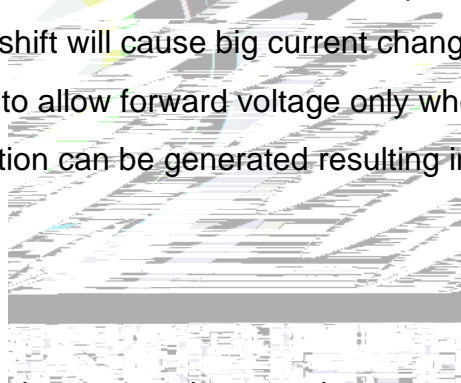 shift will cause big current chang
to allow forward voltage only wh
tion can be generated resulting i